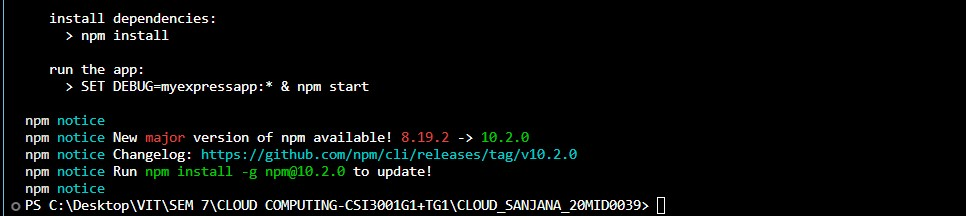 install dependencies:
> npm install
run the app:
> SET DEBUG=myexpressapp:* & npm start
npm notice
npm notice New major version of npm available! 8.19.2 -> 10.2.0
npm notice Changelog: https://github.com/npm/cli/releases/tag/v10.2.0
npm notice Run npm install -g npm@10.2.0 to update!
npm notice
PS C:\Desktop\VIT\SEM 7\CLOUD COMPUTING-CSI3001G1+TG1\CLOUD_SANJANA_20MID0039>